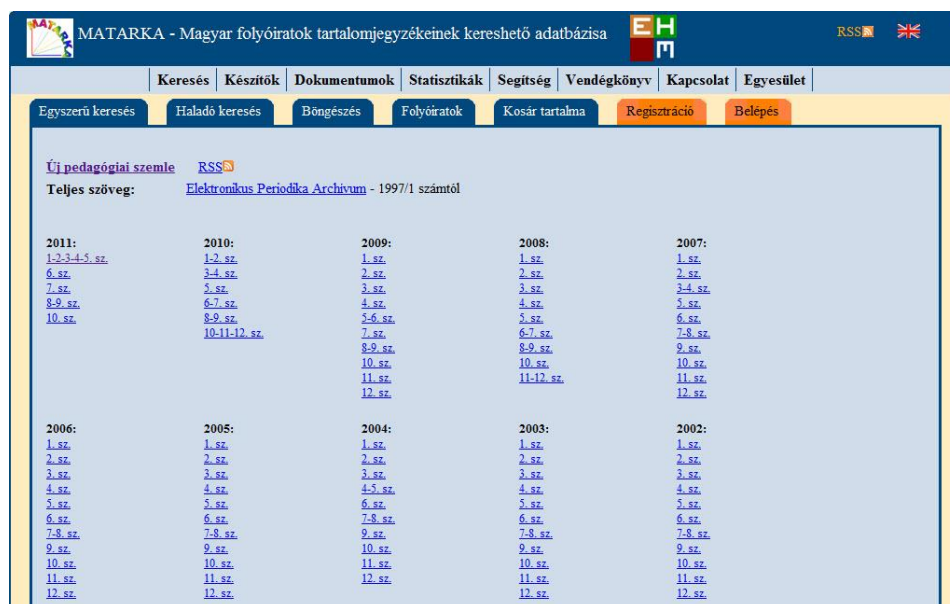 MATARKA
MATARKA - Magyar folyóiratok tartalomjegyzékeinek kereshető adatbázisa
EHM
RSS
Keresés Készítők Dokumentumok Statisztikák Segítség Vendégkönyv Kapcsolat Egyesület
Egyszerű keresés Haladó keresés Böngészés Folyóiratok Kosár tartalma Regisztráció Belépés
Új pedagógiai szemle RSS
Teljes szöveg: Elektronikus Periodika Archivum - 1997/1 számtól
2011: 2010: 2009: 2008: 2007:
1-2-3-4-5. sz. 1-2. sz. 1. sz. 1. sz. 1. sz.
6. sz. 3-4. sz. 2. sz. 2. sz. 2. sz.
7. sz. 5. sz. 3. sz. 3. sz. 3-4. sz.
8-9. sz. 6-7. sz. 4. sz. 4. sz. 5. sz.
10. sz. 8-9. sz. 5-6. sz. 5. sz. 6. sz.
10-11-12. sz. 7. sz. 6-7. sz. 7-8. sz.
8-9. sz. 8-9. sz. 9. sz.
10. sz. 10. sz. 10. sz.
11. sz. 11-12. sz. 11. sz.
12. sz. 12. sz.
2006: 2005: 2004: 2003: 2002:
1. sz. 1. sz. 1. sz. 1. sz. 1. sz.
2. sz. 2. sz. 2. sz. 2. sz. 2. sz.
3. sz. 3. sz. 3. sz. 3. sz. 3. sz.
4. sz. 4. sz. 4-5. sz. 4. sz. 4. sz.
5. sz. 5. sz. 6. sz. 5. sz. 5. sz.
6. sz. 6. sz. 7-8. sz. 6. sz. 6. sz.
7-8. sz. 7-8. sz. 9. sz. 7-8. sz. 7-8. sz.
9. sz. 9. sz. 10. sz. 9. sz. 9. sz.
10. sz. 10. sz. 11. sz. 10. sz. 10. sz.
11. sz. 11. sz. 12. sz. 11. sz. 11. sz.
12. sz. 12. sz. 12. sz. 12. sz.